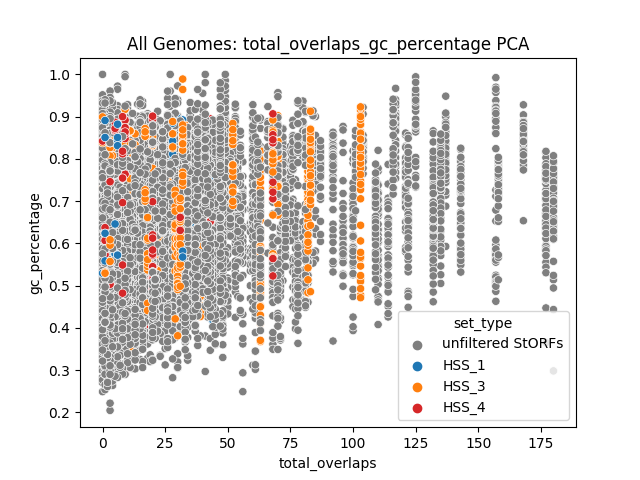 All Genomes: total_overlaps_gc_percentage PCA
1.0
0.9
0.8
0.7
0.6
0.5
0.4
0.3
0.2
gc_percentage
set_type
unfiltered StORFs
HSS_1
HSS_3
HSS_4
0 25 50 75 100 125 150 175
total_overlaps